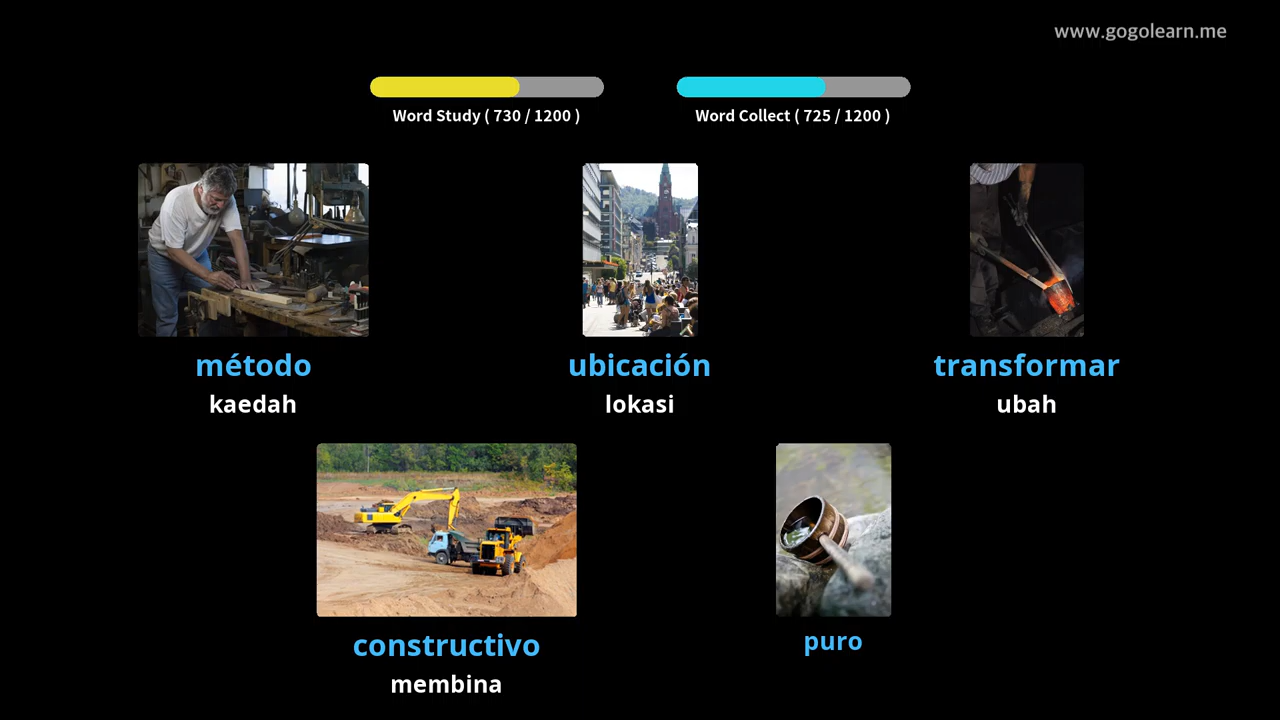 www.gogolearn.me
Word Study ( 730 / 1200 )
Word Collect ( 725 / 1200 )
método
kaedah
ubicación
lokasi
transformar
ubah
constructivo
membina
puro